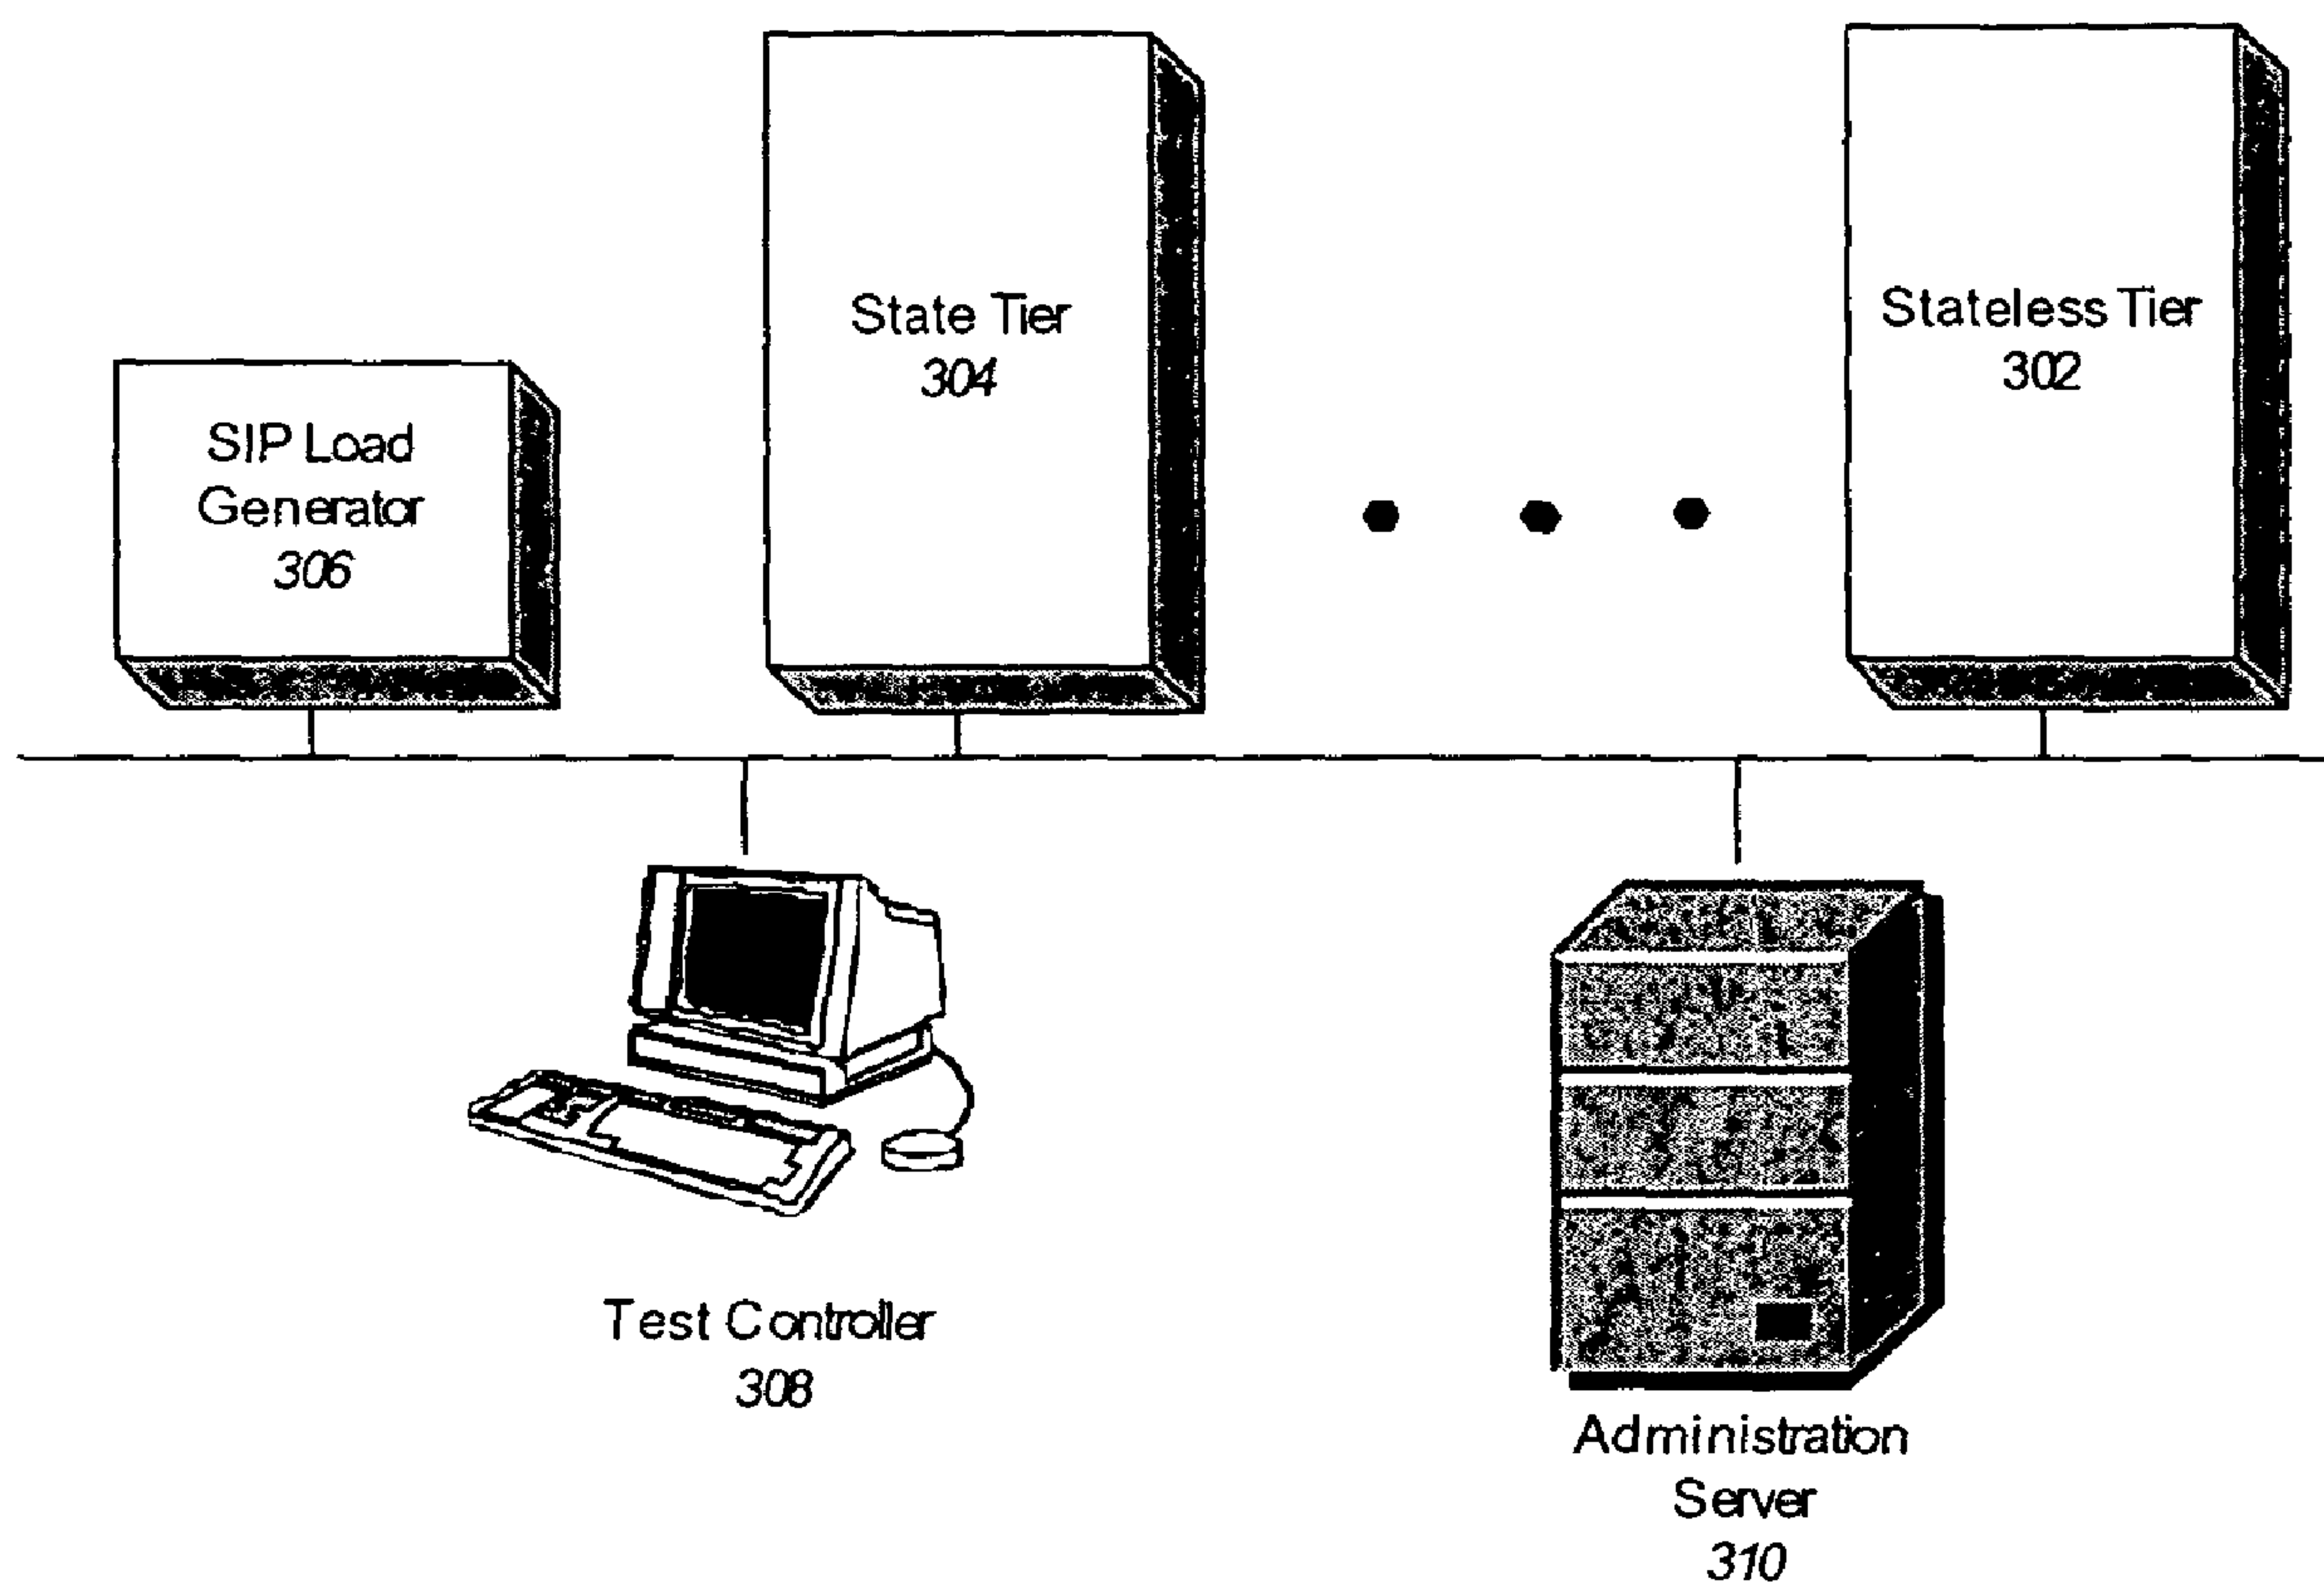 State Tier
304
Stateless Tier
302
SIP Load
Generator
306
Test Controller
308
Administration
Server
310